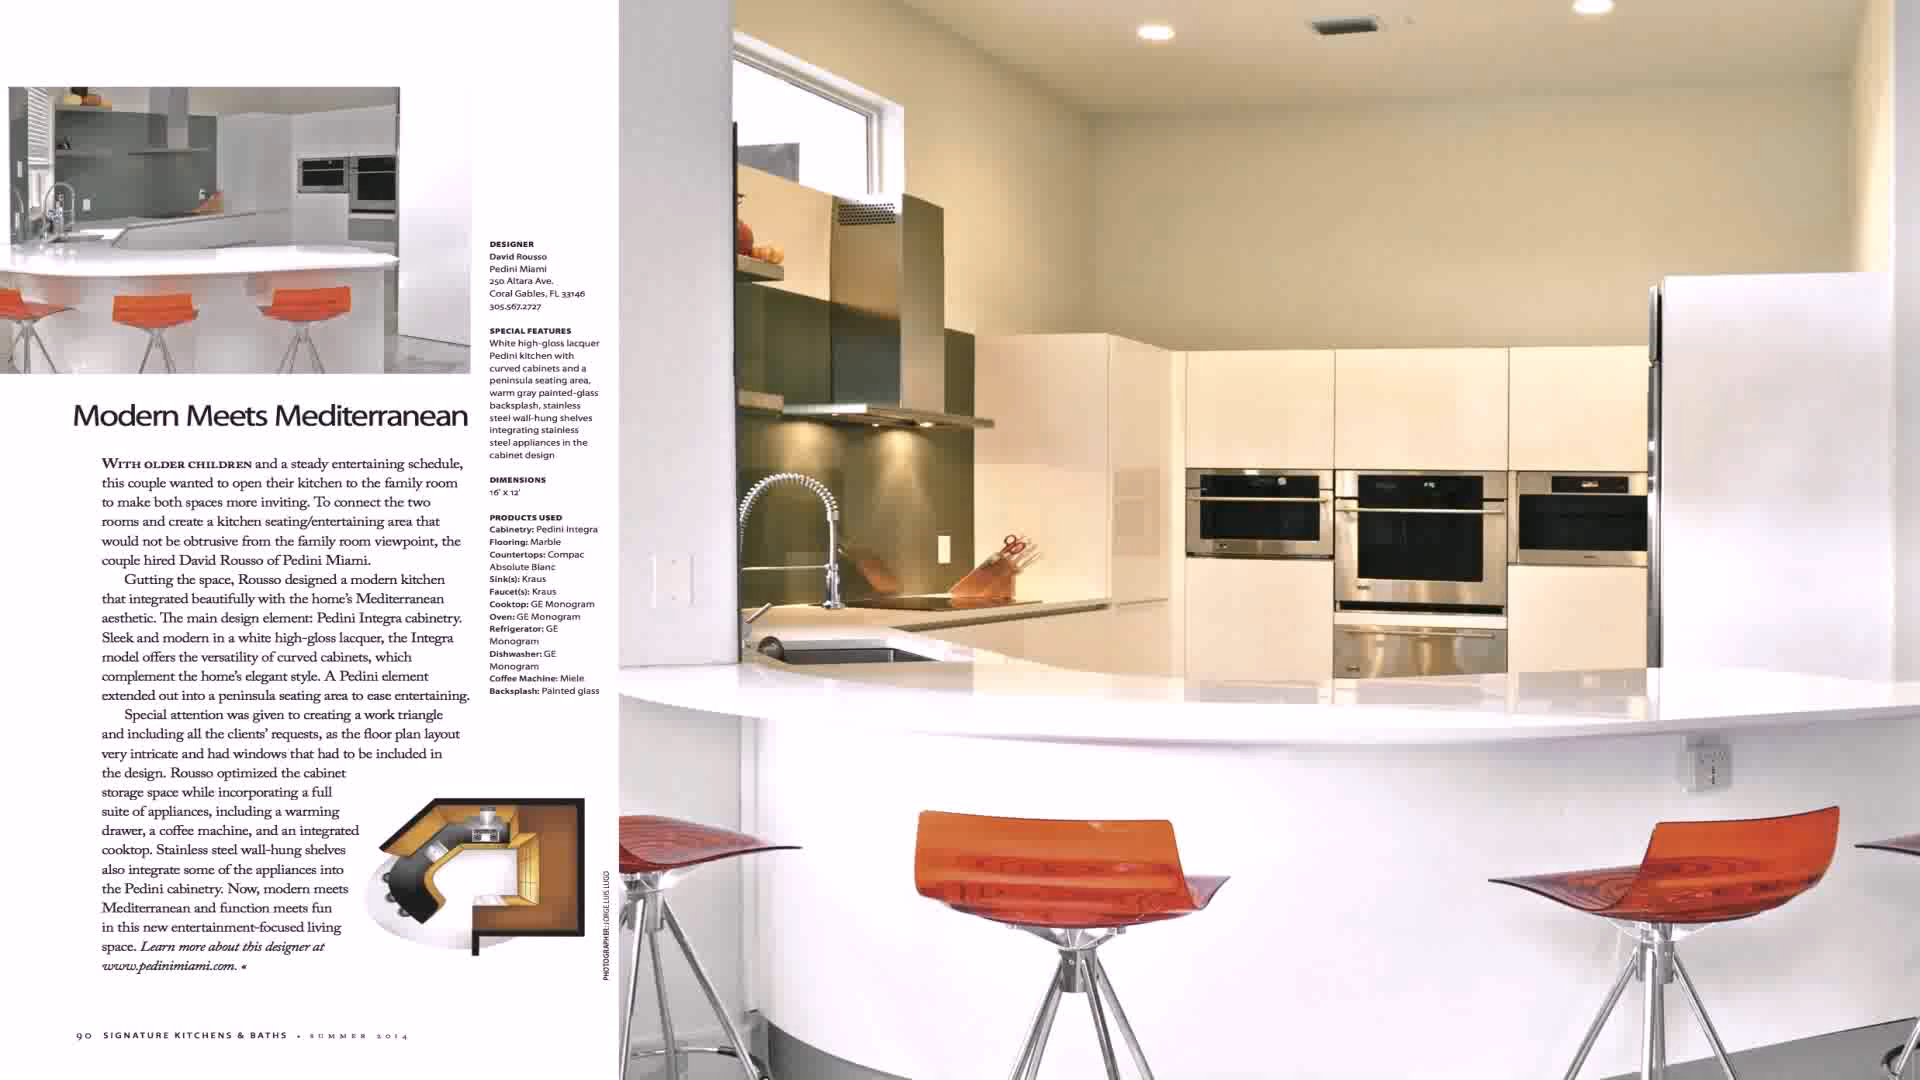 DESIGNER
David Rousso
Pedini Miami
250 Altara Ave.
Coral Gables, FL 33146
305.567.2727
SPECIAL FEATURES
White high-gloss lacquer
Pedini kitchen with
curved cabinets and a
peninsula seating area,
warm gray painted-glass
backsplash, stainless
steel wall-hung shelves
integrating stainless
steel appliances in the
cabinet design
DIMENSIONS
16' x 12'
PRODUCTS USED
Cabinetry: Pedini Integra
Flooring: Marble
Countertops: Compac
Absolute Blanc
Sink(s): Kraus
Faucet(s): Kraus
Cooktop: GE Monogram
Oven: GE Monogram
Refrigerator: GE
Monogram
Dishwasher: GE
Monogram
Coffee Machine: Miele
Backsplash: Painted glass
Modern Meets Mediterranean
WITH OLDER CHILDREN and a steady entertaining schedule,
this couple wanted to open their kitchen to the family room
to make both spaces more inviting. To connect the two
rooms and create a kitchen seating/entertaining area that
would not be obtrusive from the family room viewpoint, the
couple hired David Rousso of Pedini Miami.
Gutting the space, Rousso designed a modern kitchen
that integrated beautifully with the home's Mediterranean
aesthetic. The main design element: Pedini Integra cabinetry.
Sleek and modern in a white high-gloss lacquer, the Integra
model offers the versatility of curved cabinets, which
complement the home's elegant style. A Pedini element
extended out into a peninsula seating area to ease entertaining.
Special attention was given to creating a work triangle
and including all the clients' requests, as the floor plan layout
very intricate and had windows that had to be included in
the design. Rousso optimized the cabinet
storage space while incorporating a full
suite of appliances, including a warming
drawer, a coffee machine, and an integrated
cooktop. Stainless steel wall-hung shelves
also integrate some of the appliances into
the Pedini cabinetry. Now, modern meets
Mediterranean and function meets fun
in this new entertainment-focused living
space. Learn more about this designer at
www.pedinimiami.com. «
PHOTOGRAPHER: JORGE LUIS LUGO
90 SIGNATURE KITCHENS & BATHS • SUMMER 2014